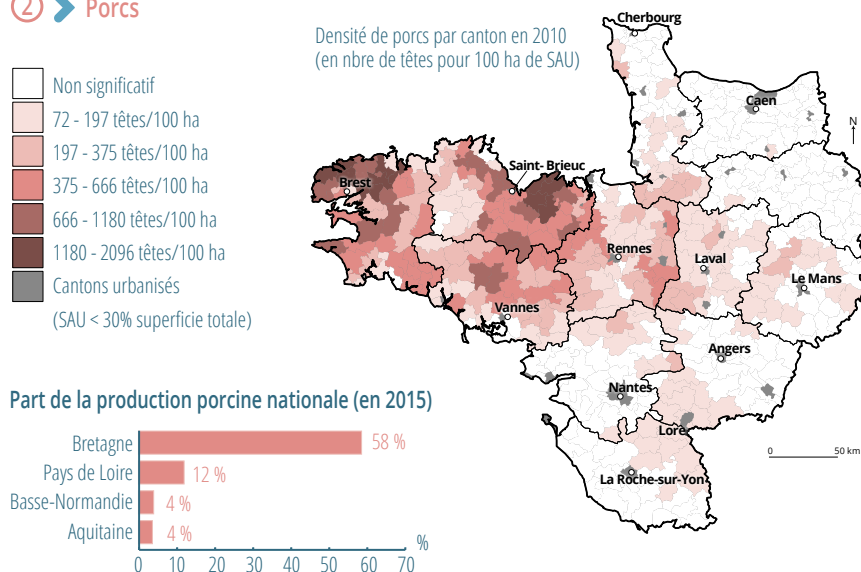 2 Porcs
Densité de porcs par canton en 2010
(en nbre de têtes pour 100 ha de SAU)
Non significatif
72 - 197 têtes/100 ha
197 - 375 têtes/100 ha
375 - 666 têtes/100 ha
666 - 1180 têtes/100 ha
1180 - 2096 têtes/100 ha
Cantons urbanisés
(SAU < 30% superficie totale)
Cherbourg
Caen
N
Saint- Brieuc
Brest
Rennes
Laval
Le Mans
Vannes
Angers
Nantes
Lore
La Roche-sur-Yon
0 50 km
Part de la production porcine nationale (en 2015)
Bretagne 58 %
Pays de Loire 12 %
Basse-Normandie 4 %
Aquitaine 4 %
%
0 10 20 30 40 50 60 70